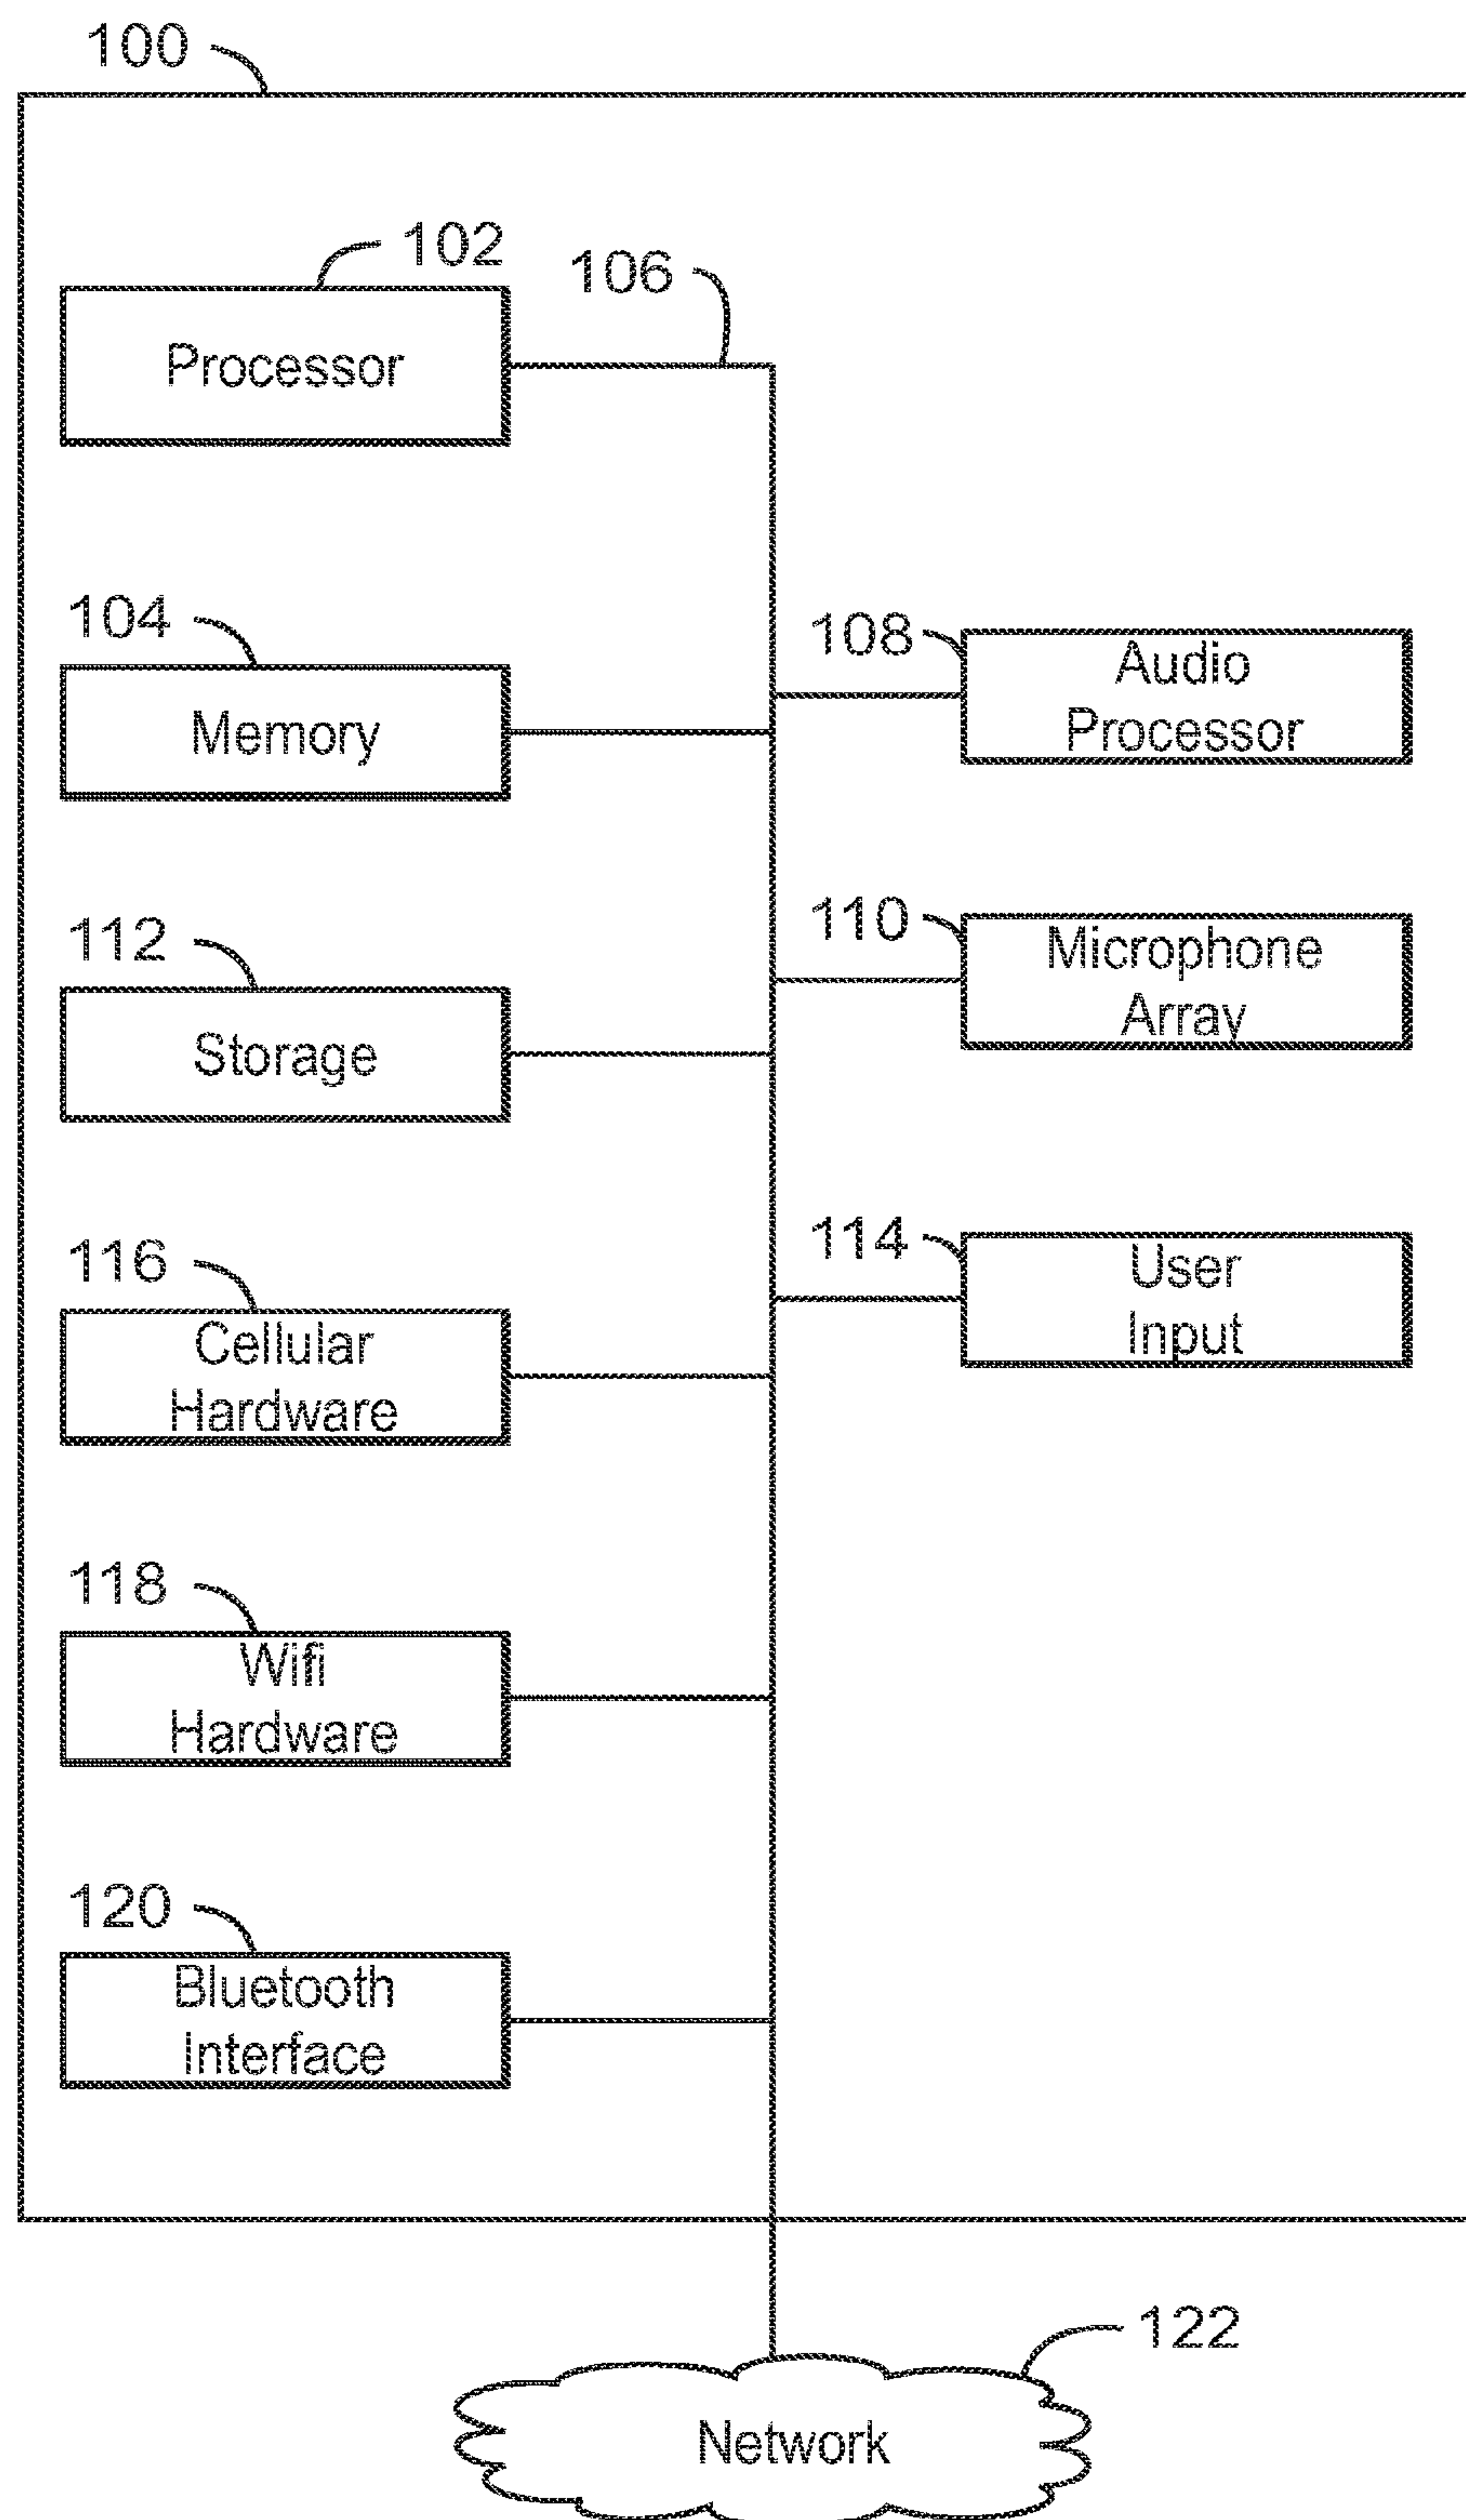 100
102
106
Processor
104
108
Audio
Processor
Memory
112
110
Microphone
Array
Storage
116
114
User
Input
Cellular
Hardware
118
Wifi
Hardware
120
Bluetooth
Interface
122
Network